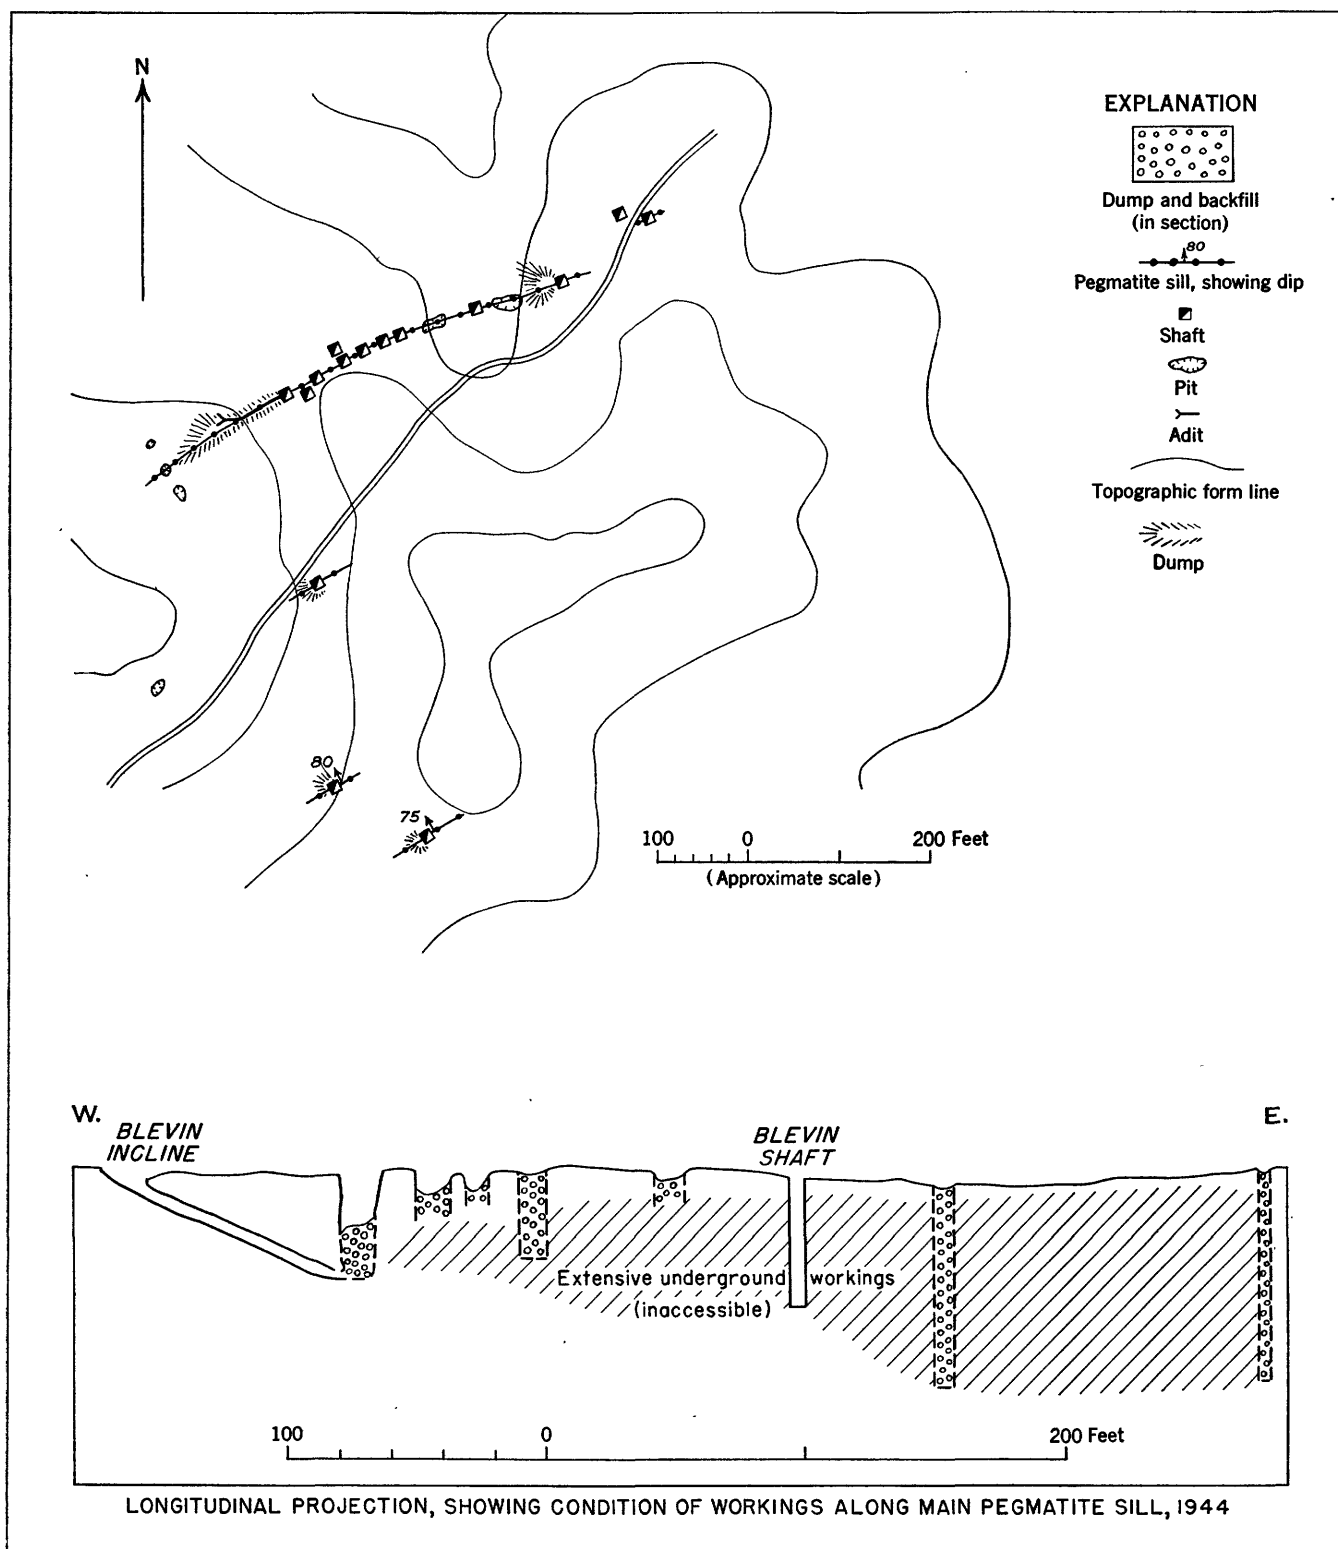 N
EXPLANATION
Dump and backfill
(in section)
80
Pegmatite sill, showing dip
Shaft
Pit
Adit
Topographic form line
Dump
80
75
100 0 200 Feet
(Approximate scale)
W.
E.
BLEVIN
INCLINE
BLEVIN
SHAFT
Extensive underground workings
(inaccessible)
100 0 200 Feet
LONGITUDINAL PROJECTION, SHOWING CONDITION OF WORKINGS ALONG MAIN PEGMATITE SILL, 1944